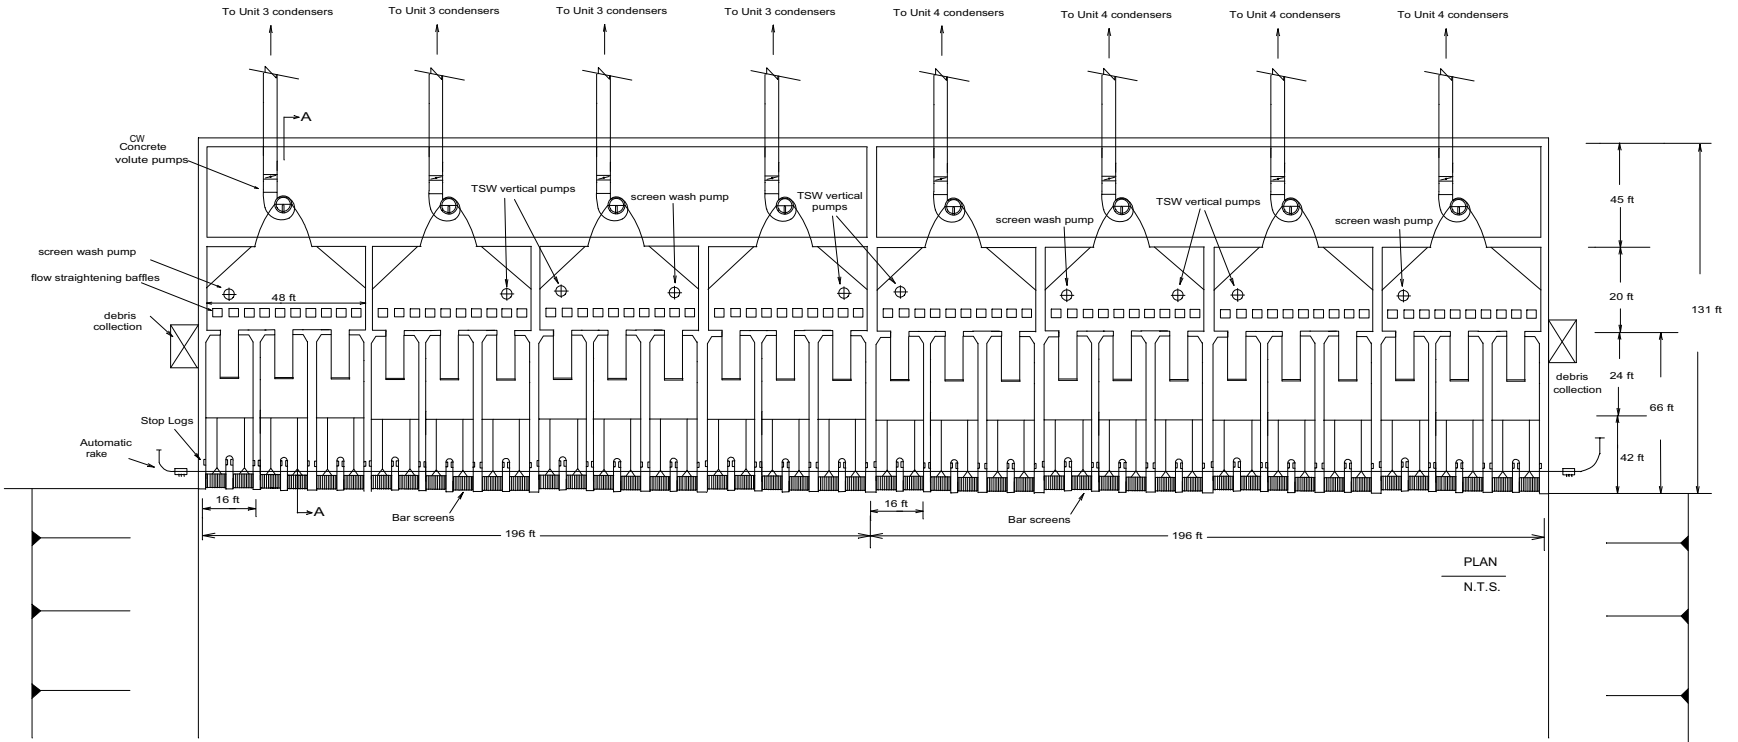 To Unit 3 condensers
To Unit 3 condensers
To Unit 3 condensers
To Unit 3 condensers
To Unit 4 condensers
To Unit 4 condensers
To Unit 4 condensers
To Unit 4 condensers
A
CW
Concrete
volute pumps
TSW vertical pumps
screen wash pump
TSW vertical
pumps
screen wash pump
TSW vertical pumps
screen wash pump
45 ft
screen wash pump
flow straightening baffles
48 ft
20 ft
131 ft
debris
collection
debris
collection
24 ft
66 ft
Stop Logs
Automatic
rake
42 ft
16 ft
A
Bar screens
16 ft
Bar screens
196 ft
196 ft
PLAN
N.T.S.